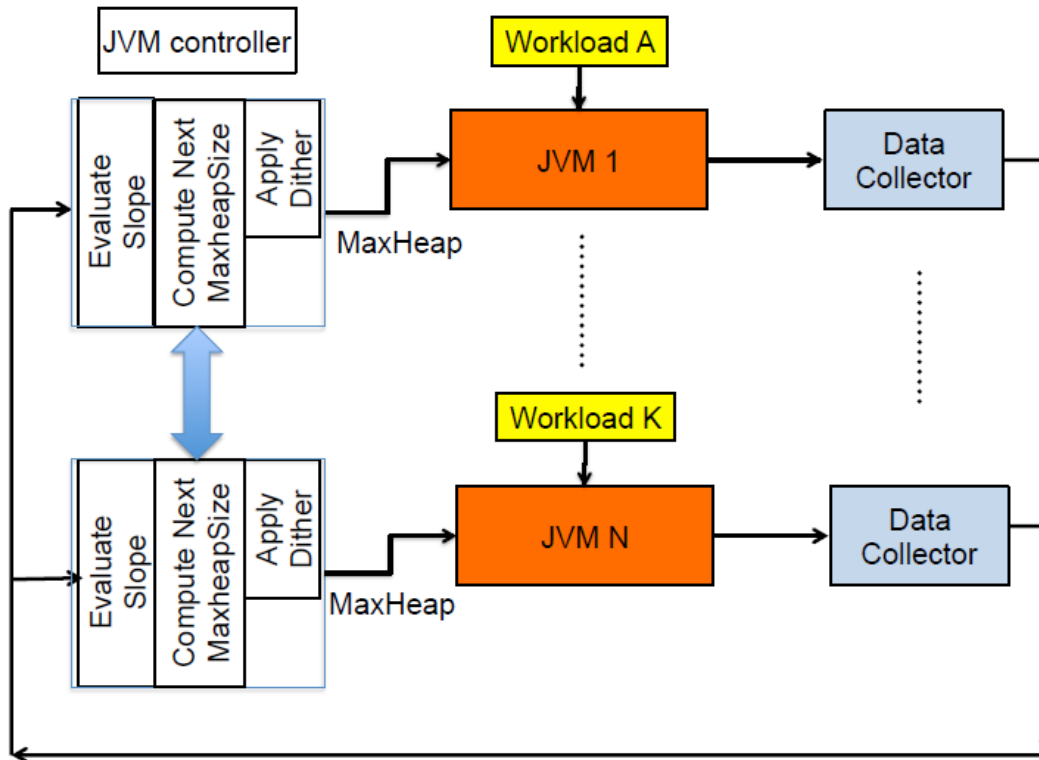 JVM controller
Workload A
Evaluate
Slope
Compute Next
MaxheapSize
Apply
Dither
MaxHeap
JVM 1
Data
Collector
Workload K
Evaluate
Slope
Compute Next
MaxheapSize
Apply
Dither
MaxHeap
JVM N
Data
Collector